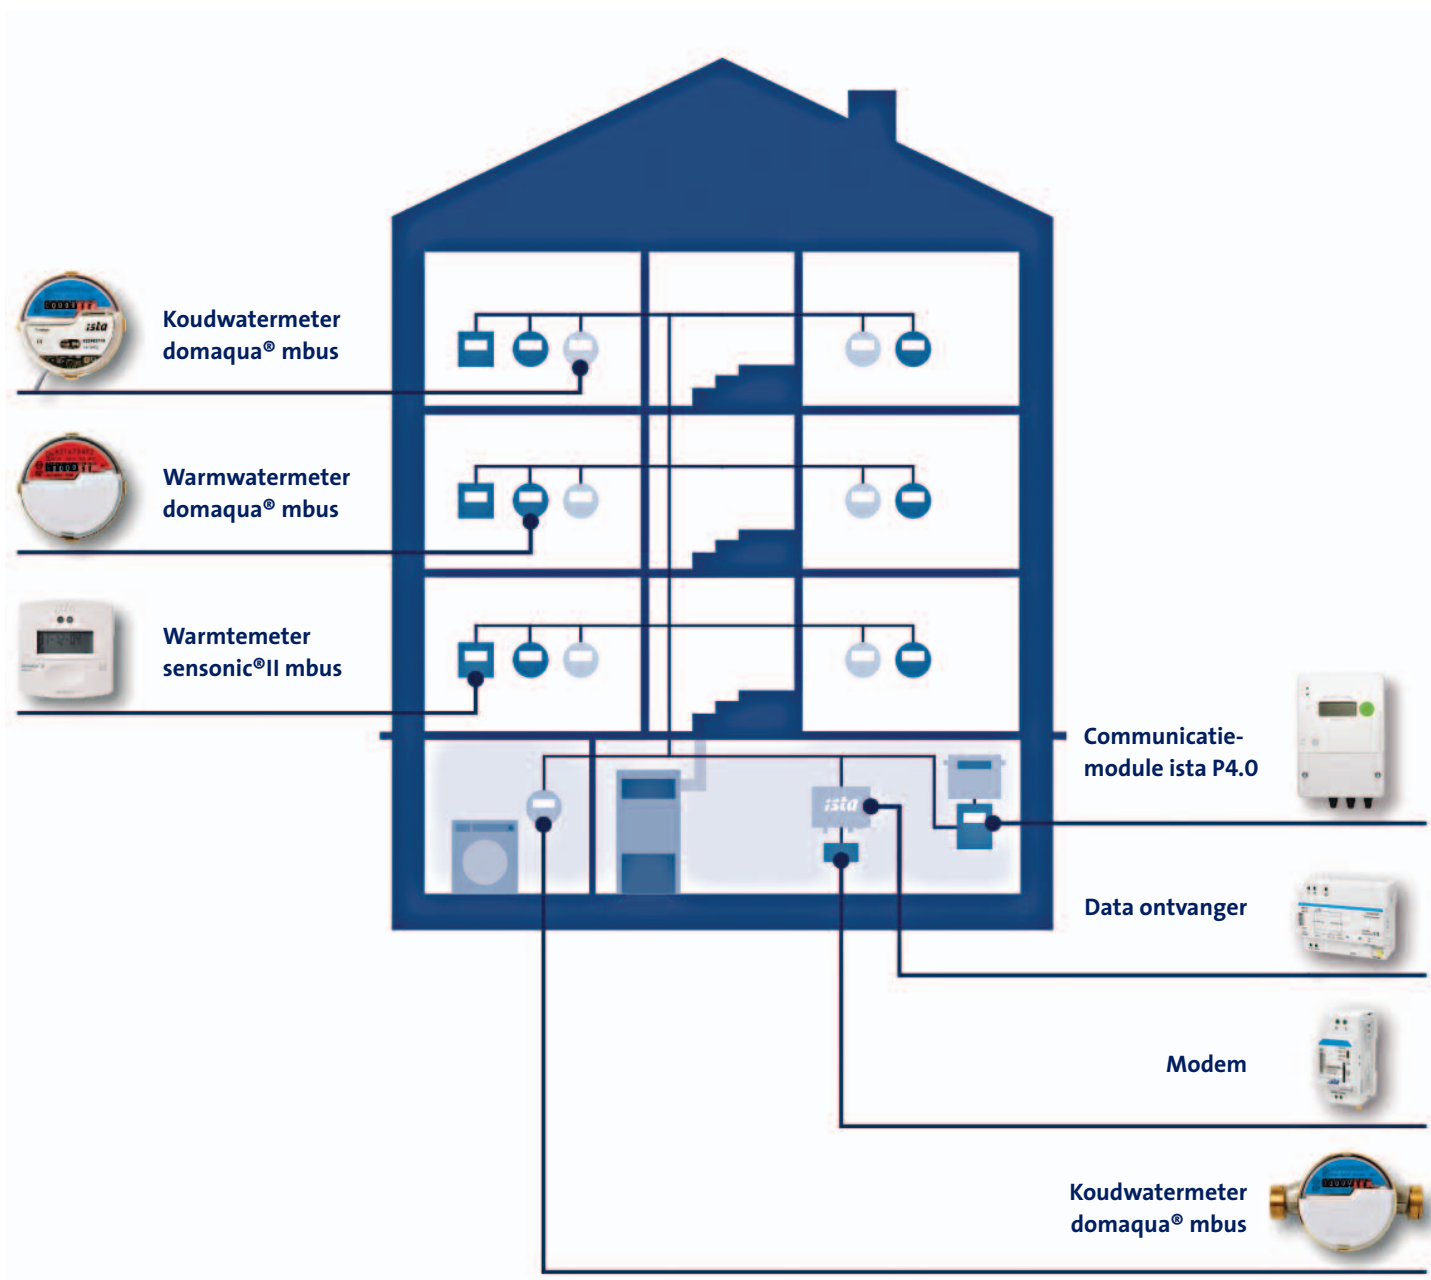 ista
Koudwatermeter
domaqua® mbus
Warmwatermeter
domaqua® mbus
Warmtemeter
sensonic®II mbus
Communicatie-
module ista P4.0
ista
Data ontvanger
Modem
Koudwatermeter
domaqua® mbus